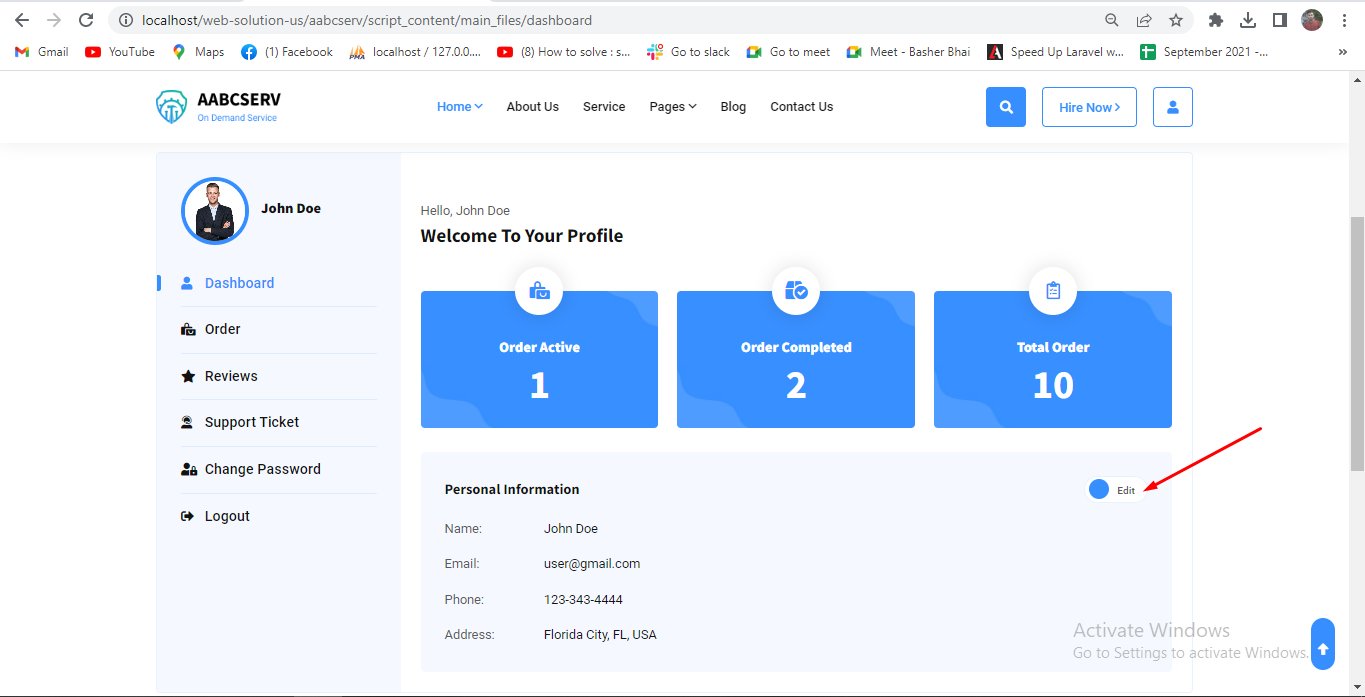 localhost/web-solution-us/aabcserv/script_content/main_files/dashboard
Gmail YouTube Maps (1) Facebook localhost / 127.0.0.... (8) How to solve : s... Go to slack Go to meet Meet - Basher Bhai Speed Up Laravel w... September 2021 -... »
AABCSERV
On Demand Service
Home About Us Service Pages Blog Contact Us Hire Now
John Doe
Dashboard
Order
Reviews
Support Ticket
Change Password
Logout
Hello, John Doe
Welcome To Your Profile
Order Active
1
Order Completed
2
Total Order
10
Personal Information
Edit
Name: John Doe
Email: user@gmail.com
Phone: 123-343-4444
Address: Florida City, FL, USA
Activate Windows
Go to Settings to activate Windows.